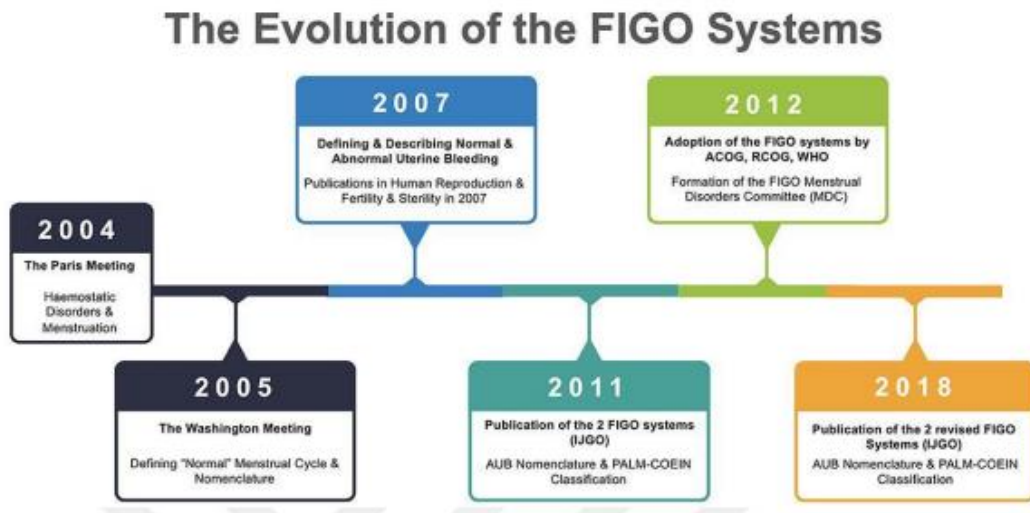 The Evolution of the FIGO Systems
2004
The Paris Meeting
Haemostatic
Disorders &
Menstruation
2005
The Washington Meeting
Defining "Normal" Menstrual Cycle &
Nomenclature
2007
Defining & Describing Normal &
Abnormal Uterine Bleeding
Publications in Human Reproduction &
Fertility & Sterility in 2007
2011
Publication of the 2 FIGO systems
(IJGO)
AUB Nomenclature & PALM-COEIN
Classification
2012
Adoption of the FIGO systems by
ACOG, RCOG, WHO
Formation of the FIGO Menstrual
Disorders Committee (MDC)
2018
Publication of the 2 revised FIGO
Systems (IJGO)
AUB Nomenclature & PALM-COEIN
Classification